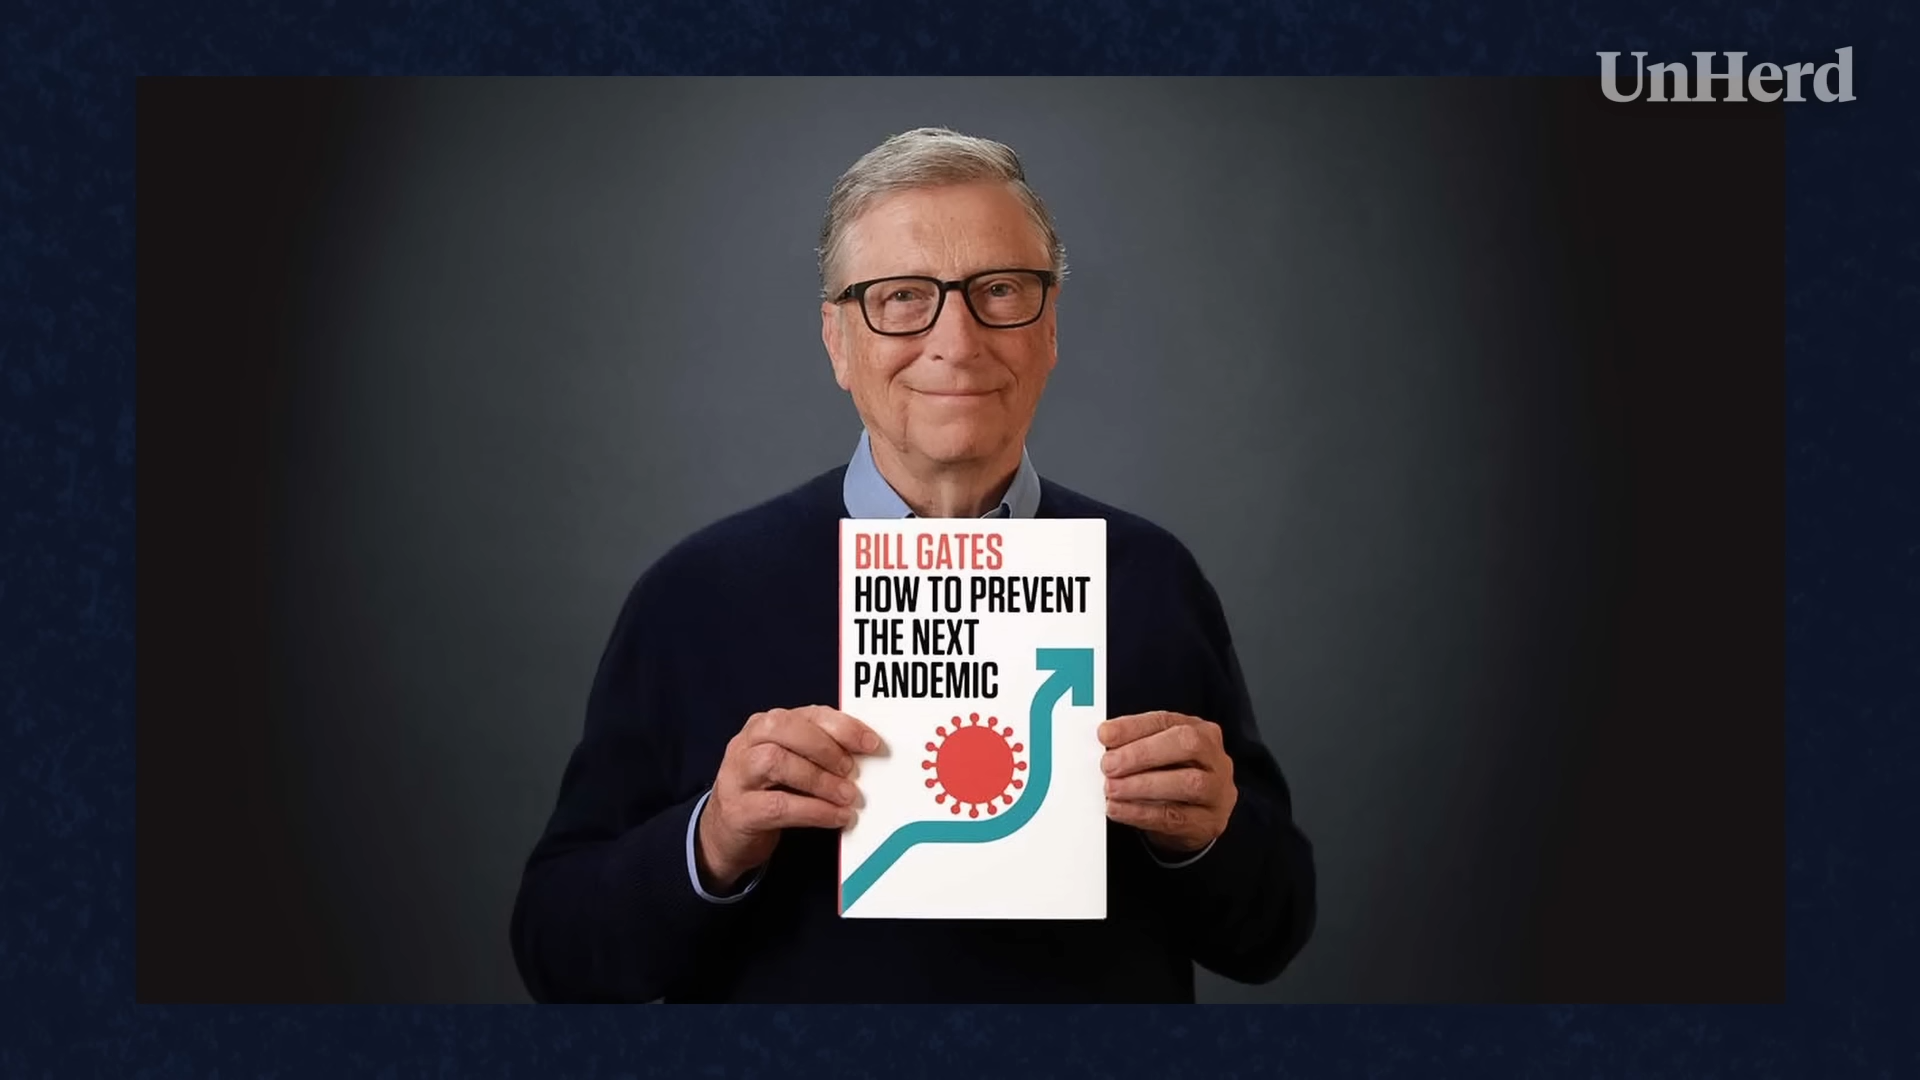 UnHerd
BILL GATES
HOW TO PREVENT
THE NEXT
PANDEMIC